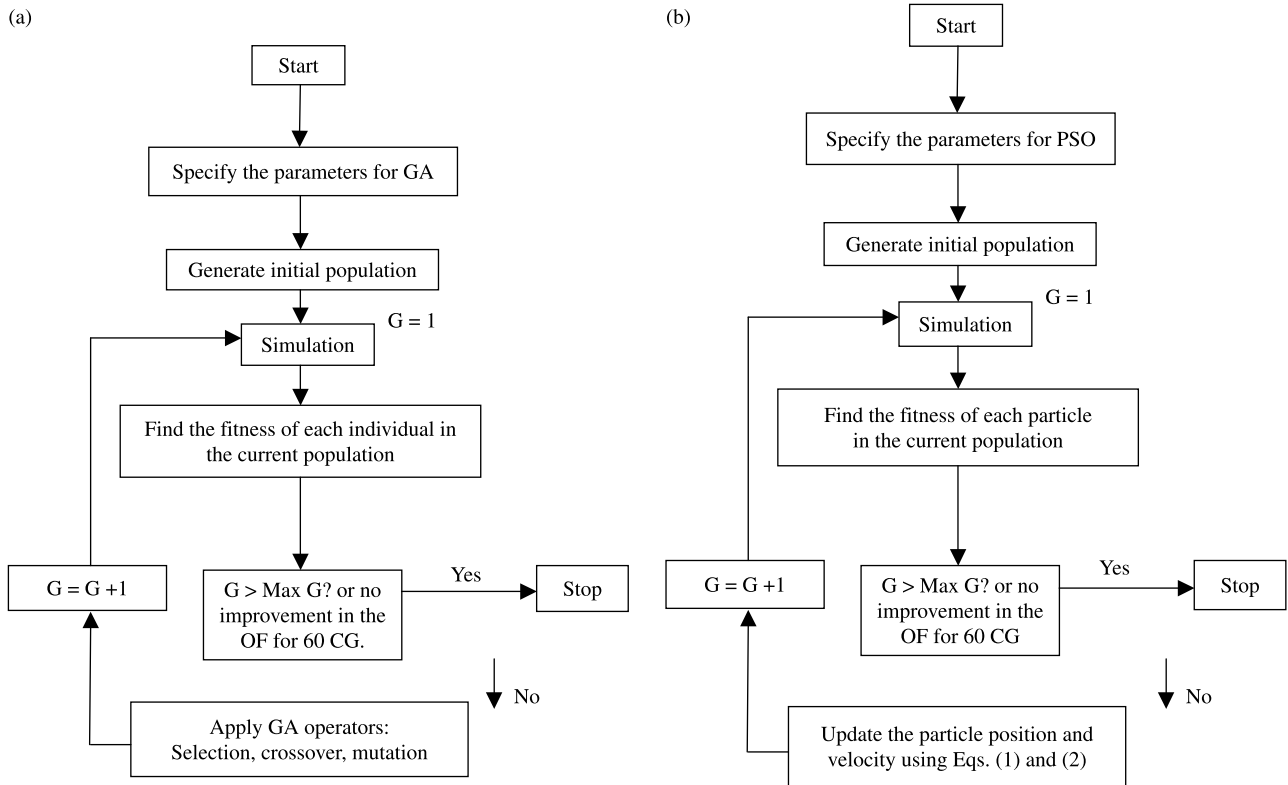 (a)
Start
Specify the parameters for GA
Generate initial population
G = 1
Simulation
Find the fitness of each individual in
the current population
G = G +1
G > Max G? or no
improvement in the
OF for 60 CG.
Yes
Stop
No
Apply GA operators:
Selection, crossover, mutation
(b)
Start
Specify the parameters for PSO
Generate initial population
G = 1
Simulation
Find the fitness of each particle
in the current population
G = G +1
G > Max G? or no
improvement in the
OF for 60 CG
Yes
Stop
No
Update the particle position and
velocity using Eqs. (1) and (2)